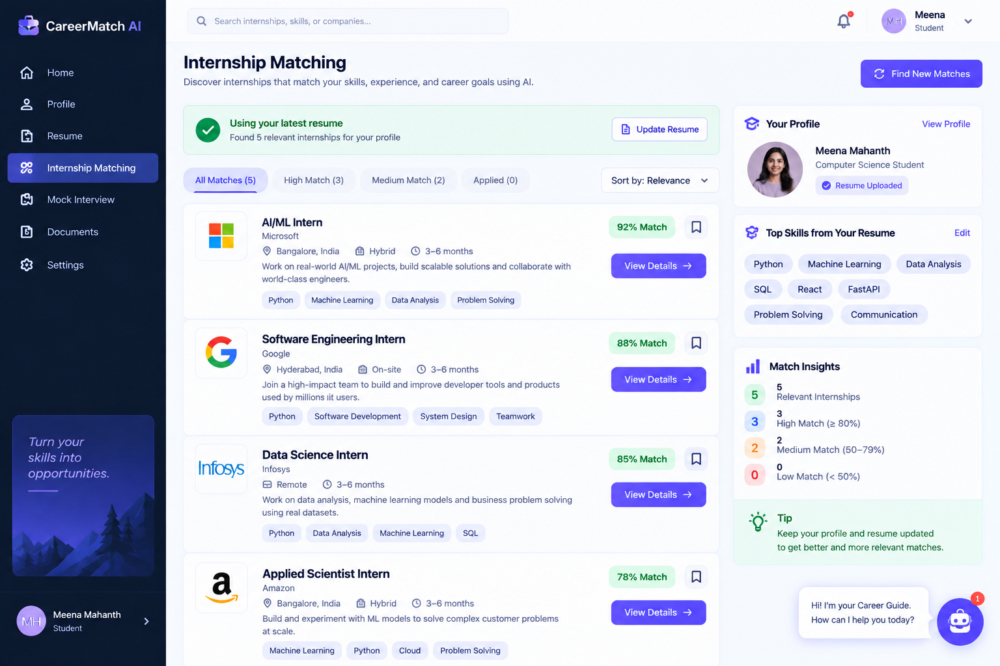 CareerMatch AI
Home
Profile
Resume
Internship Matching
Mock Interview
Documents
Settings
Turn your
skills into
opportunities.
MH
Meena Mahanth
Student
Search internships, skills, or companies...
MH
Meena
Student
Internship Matching
Discover internships that match your skills, experience, and career goals using AI.
Find New Matches
Using your latest resume
Found 5 relevant internships for your profile
Update Resume
All Matches (5)
High Match (3)
Medium Match (2)
Applied (0)
Sort by: Relevance
AI/ML Intern
Microsoft
Bangalore, India
Hybrid
3–6 months
Work on real-world AI/ML projects, build scalable solutions and collaborate with
world-class engineers.
Python
Machine Learning
Data Analysis
Problem Solving
92% Match
View Details
Software Engineering Intern
Google
Hyderabad, India
On-site
3–6 months
Join a high-impact team to build and improve developer tools and products
used by millions users.
Python
Software Development
System Design
Teamwork
88% Match
View Details
Infosys
Data Science Intern
Infosys
Remote
3–6 months
Work on data analysis, machine learning models and business problem solving
using real datasets.
Python
Data Analysis
Machine Learning
SQL
85% Match
View Details
a
Applied Scientist Intern
Amazon
Bangalore, India
Hybrid
3–6 months
Build and experiment with ML models to solve complex customer problems
at scale.
Machine Learning
Python
Cloud
Problem Solving
78% Match
View Details
Your Profile
View Profile
Meena Mahanth
Computer Science Student
Resume Uploaded
Top Skills from Your Resume
Edit
Python
Machine Learning
Data Analysis
SQL
React
FastAPI
Problem Solving
Communication
Match Insights
5
5
Relevant Internships
3
3
High Match (≥ 80%)
2
2
Medium Match (50–79%)
0
0
Low Match (< 50%)
Tip
Keep your profile and resume updated
to get better and more relevant matches.
Hi! I'm your Career Guide.
How can I help you today?
1